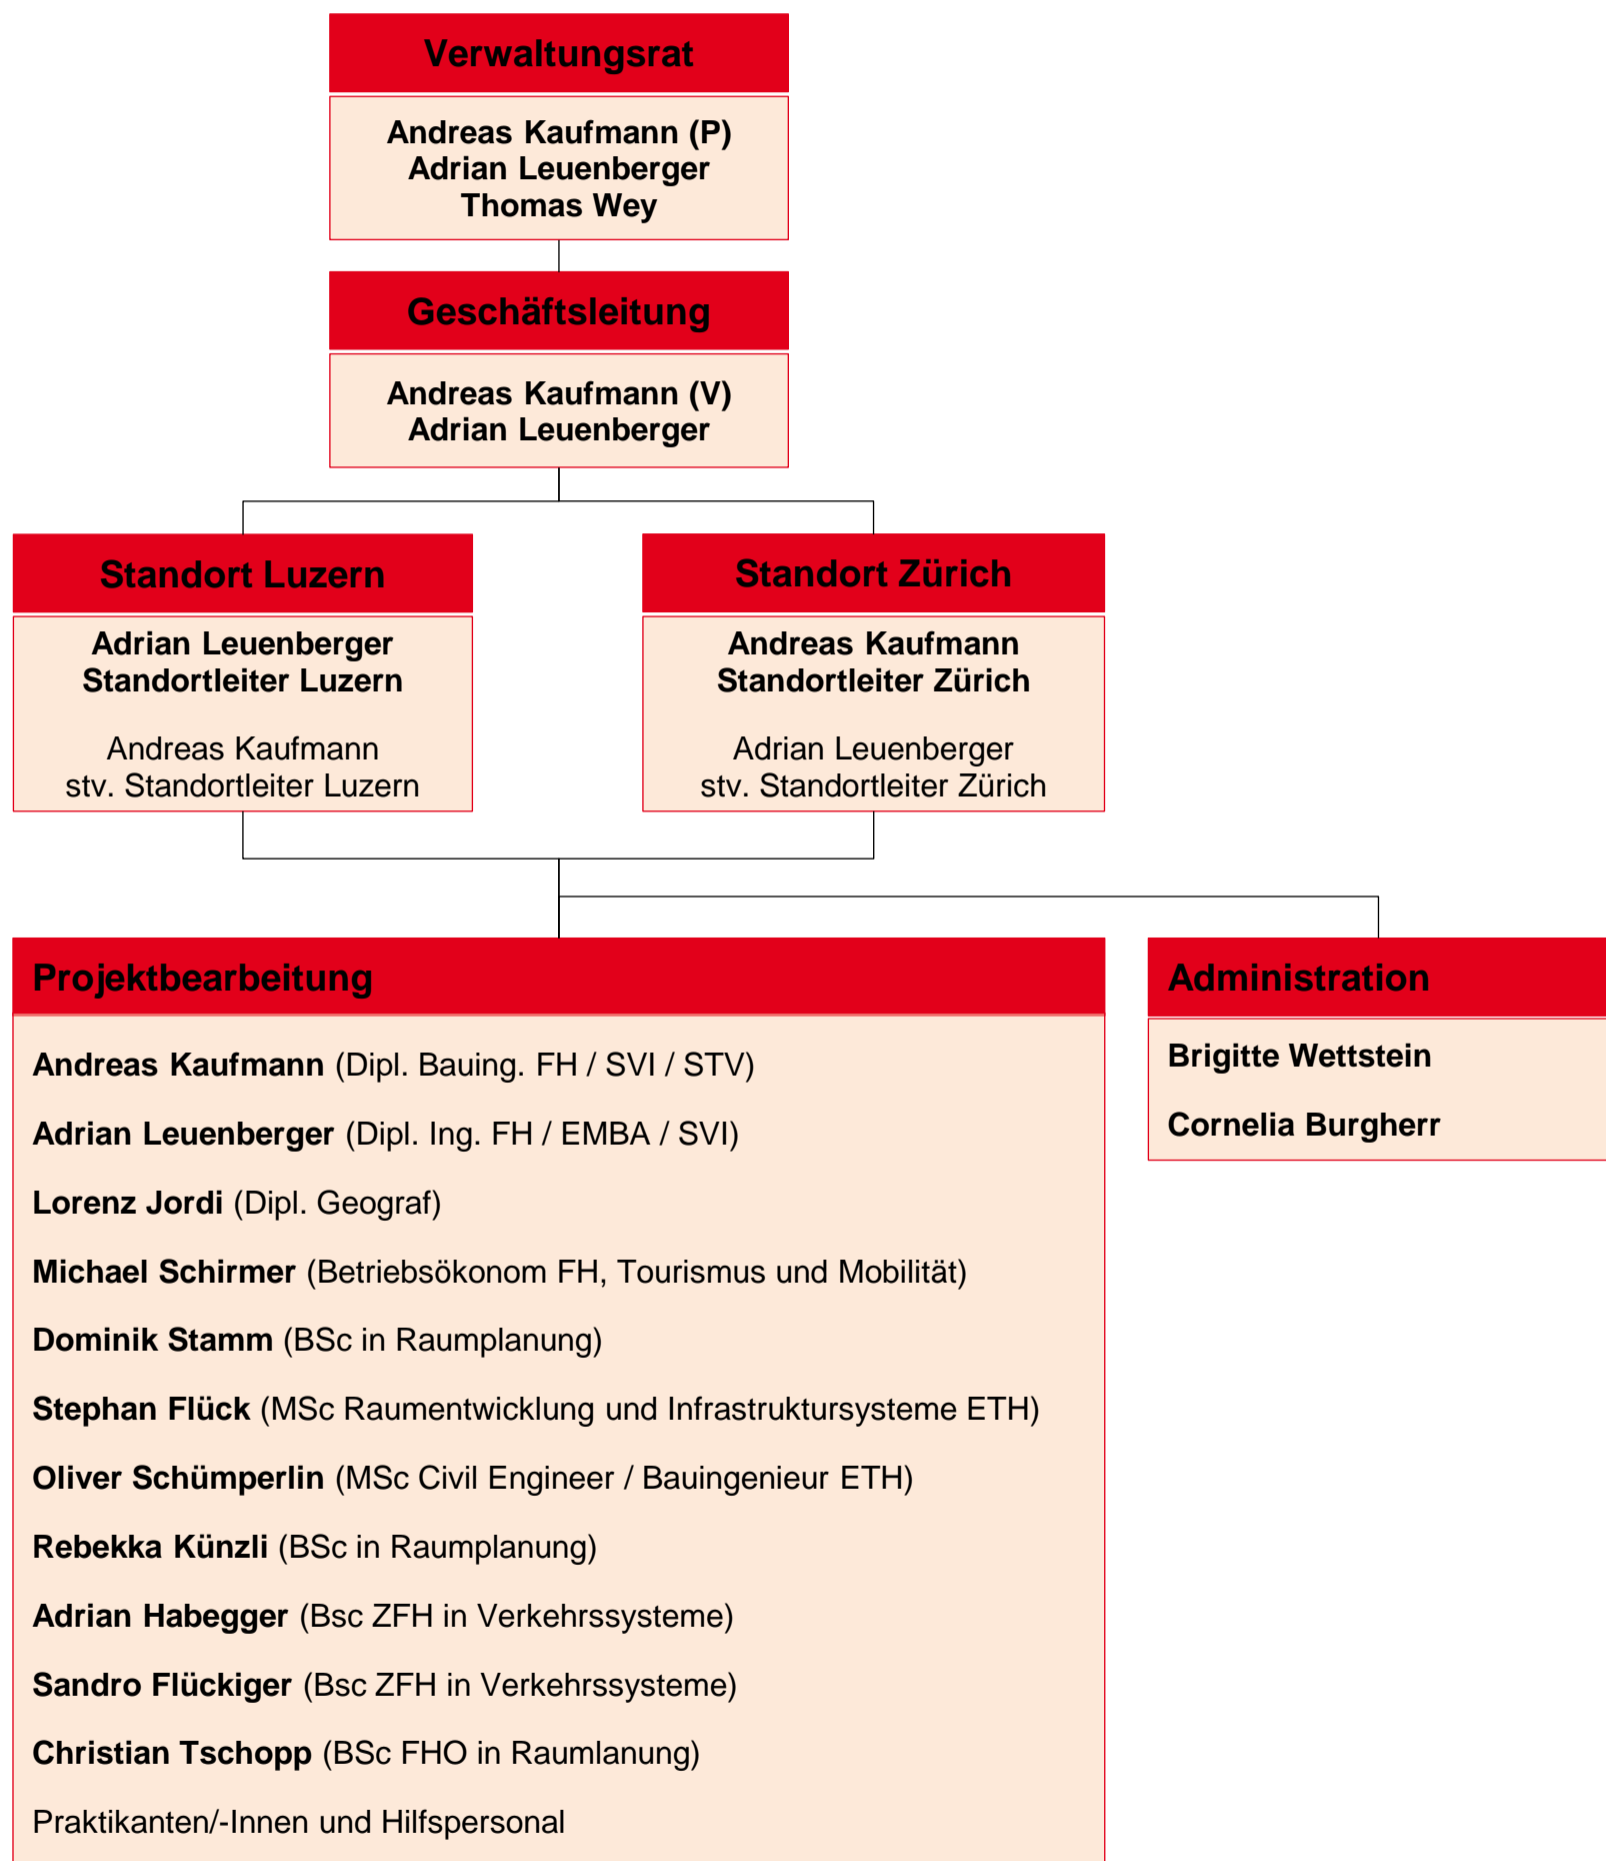 Verwaltungsrat
Andreas Kaufmann (P)
Adrian Leuenberger
Thomas Wey
Geschäftsleitung
Andreas Kaufmann (V)
Adrian Leuenberger
Standort Luzern
Adrian Leuenberger
Standortleiter Luzern
Andreas Kaufmann
stv. Standortleiter Luzern
Standort Zürich
Andreas Kaufmann
Standortleiter Zürich
Adrian Leuenberger
stv. Standortleiter Zürich
Projektbearbeitung
Andreas Kaufmann (Dipl. Bauing. FH / SVI / STV)
Adrian Leuenberger (Dipl. Ing. FH / EMBA / SVI)
Lorenz Jordi (Dipl. Geograf)
Michael Schirmer (Betriebsökonom FH, Tourismus und Mobilität)
Dominik Stamm (BSc in Raumplanung)
Stephan Flück (MSc Raumentwicklung und Infrastruktursysteme ETH)
Oliver Schümperlin (MSc Civil Engineer / Bauingenieur ETH)
Rebekka Künzli (BSc in Raumplanung)
Adrian Habegger (Bsc ZFH in Verkehrssysteme)
Sandro Flückiger (Bsc ZFH in Verkehrssysteme)
Christian Tschopp (BSc FHO in Raumlanung)
Praktikanten/-Innen und Hilfspersonal
Administration
Brigitte Wettstein
Cornelia Burgherr